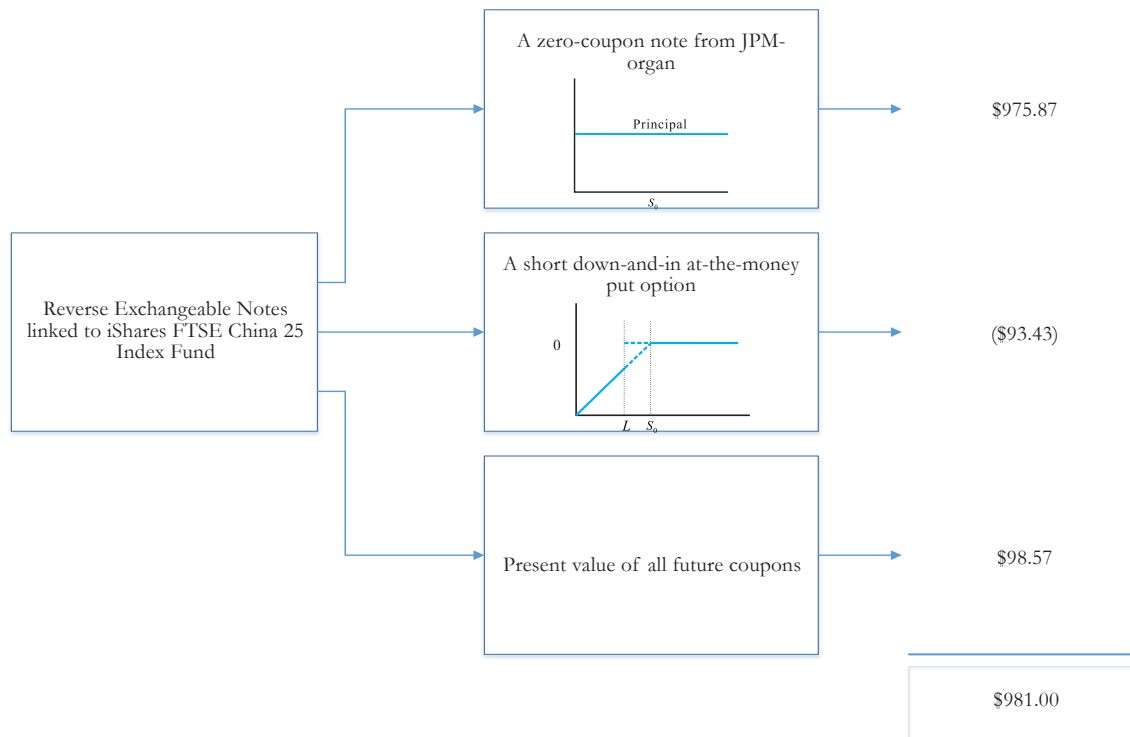 A zero-coupon note from JPM-
organ
Principal
S₀
$975.87
Reverse Exchangeable Notes
linked to iShares FTSE China 25
Index Fund
A short down-and-in at-the-money
put option
0
L S₀
($93.43)
Present value of all future coupons
$98.57
$981.00